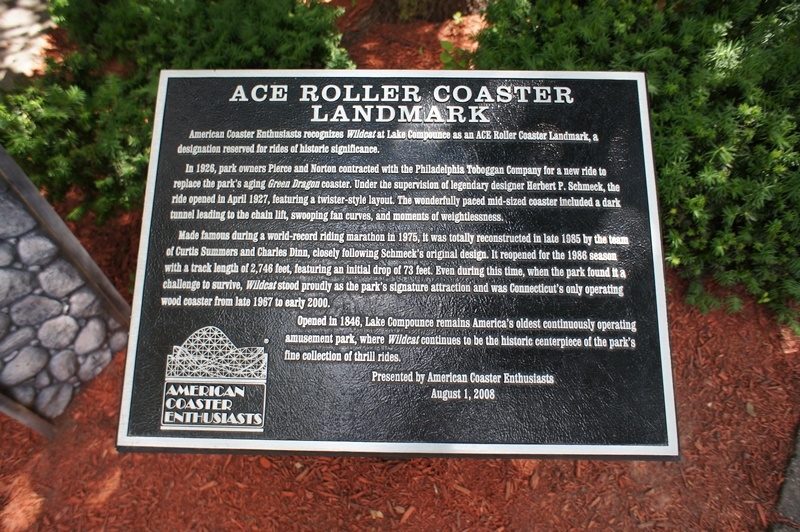 ACE ROLLER COASTER
LANDMARK
American Coaster Enthusiasts recognizes Wildcat at Lake Compounce as an ACE Roller Coaster Landmark, a
designation reserved for rides of historic significance.
In 1926, park owners Pierce and Norton contracted with the Philadelphia Toboggan Company for a new ride to
replace the park's aging Green Dragon coaster. Under the supervision of legendary designer Herbert P. Schmeck, the
ride opened in April 1927, featuring a twister-style layout. The wonderfully paced mid-sized coaster included a dark
tunnel leading to the chain lift, swooping fan curves, and moments of weightlessness.
Made famous during a world-record riding marathon in 1975, it was totally reconstructed in late 1985 by the team
of Curtis Summers and Charles Dinn, closely following Schmeck's original design. It reopened for the 1986 season
with a track length of 2,746 feet, featuring an initial drop of 73 feet. Even during this time, when the park found it a
challenge to survive, Wildcat stood proudly as the park's signature attraction and was Connecticut's only operating
wood coaster from late 1967 to early 2000.
Opened in 1846, Lake Compounce remains America's oldest continuously operating
amusement park, where Wildcat continues to be the historic centerpiece of the park's
fine collection of thrill rides.
Presented by American Coaster Enthusiasts
August 1, 2008
®
AMERICAN
COASTER
ENTHUSIASTS